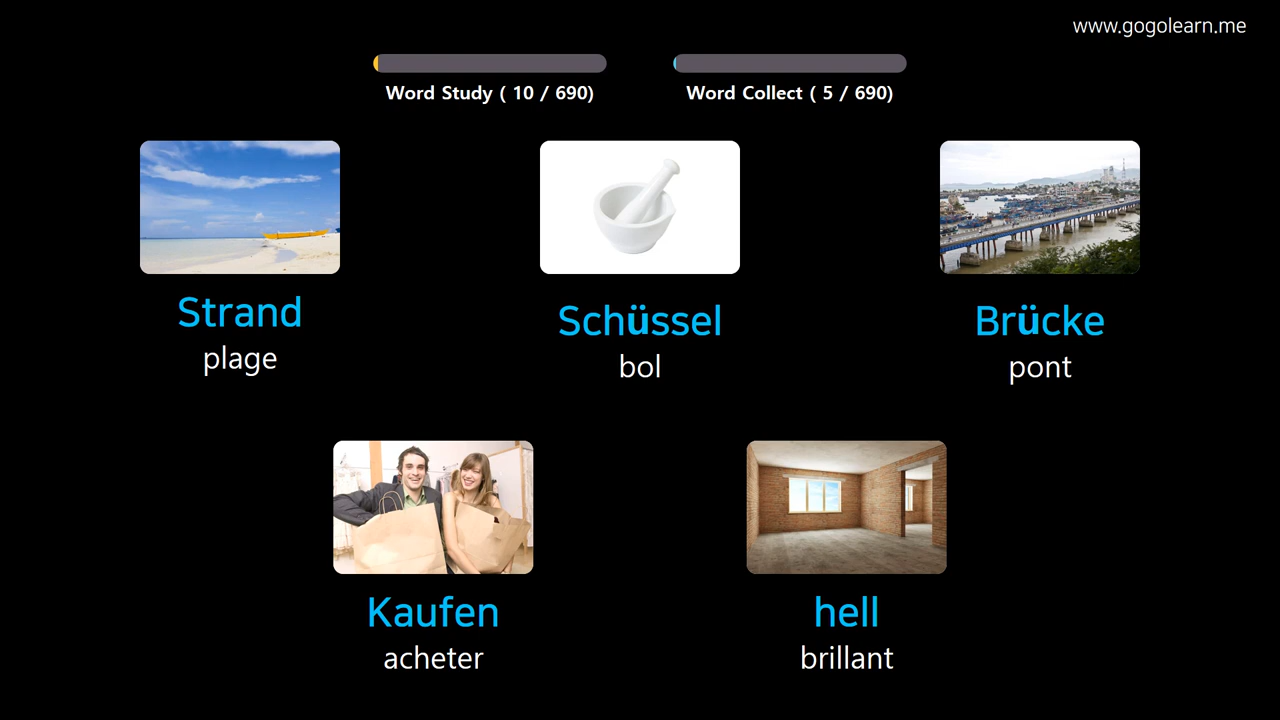 www.gogolearn.me
Word Study ( 10 / 690)
Word Collect ( 5 / 690)
Strand
plage
Schüssel
bol
Brücke
pont
Kaufen
acheter
hell
brillant